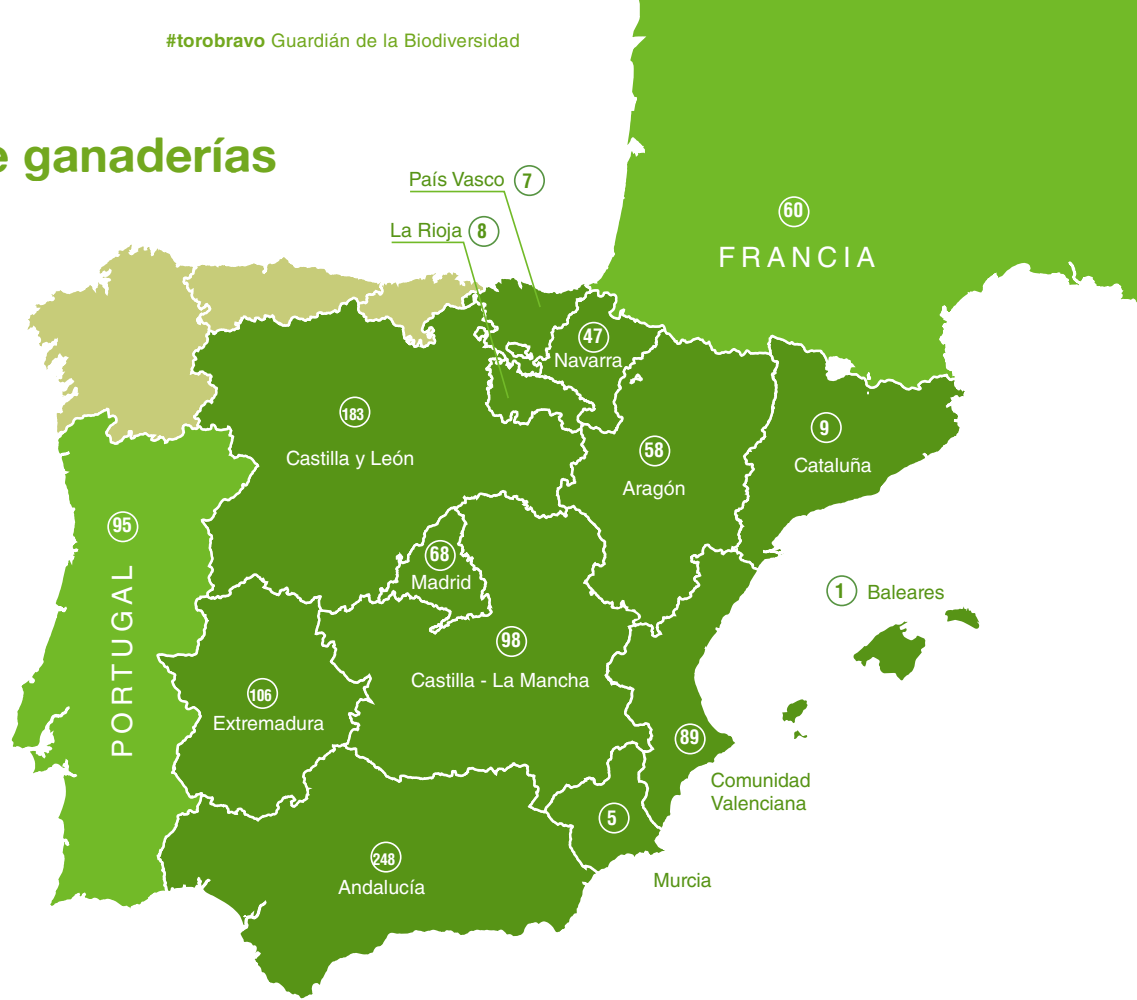 #torobravo Guardián de la Biodiversidad
e ganaderías
País Vasco 7
La Rioja 8
60
FRANCIA
47
Navarra
183
Castilla y León
58
Aragón
9
Cataluña
95
PORTUGAL
68
Madrid
1 Baleares
98
Castilla - La Mancha
106
Extremadura
89
Comunidad
Valenciana
5
Murcia
248
Andalucía